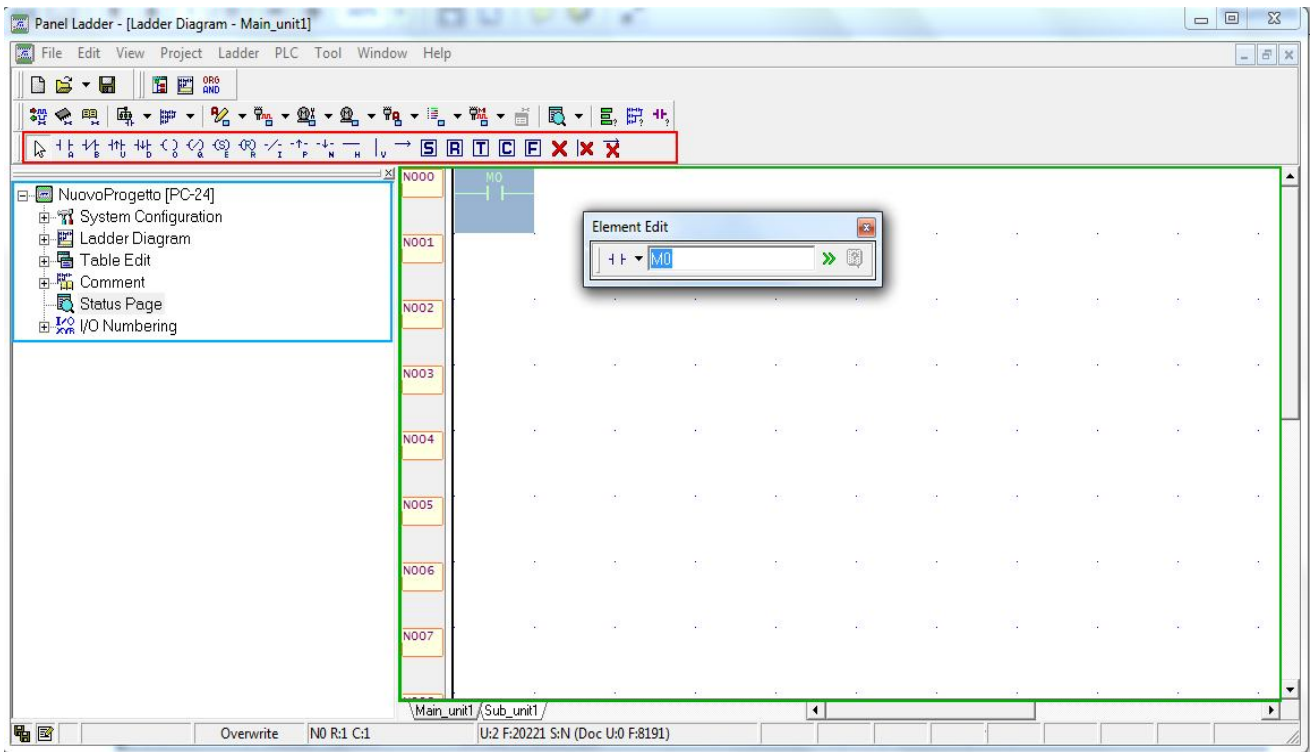 Panel Ladder - [Ladder Diagram - Main_unit1]
File Edit View Project Ladder PLC Tool Window Help
ORG
AND
A B U D O Q E R I P N H V S R T C F
NuovoProgetto [PC-24]
System Configuration
Ladder Diagram
Table Edit
Comment
Status Page
I/O Numbering
N000 M0
Element Edit
M0
N001
N002
N003
N004
N005
N006
N007
Main_unit1 Sub_unit1
Overwrite N0 R:1 C:1 U:2 F:20221 S:N (Doc U:0 F:8191)